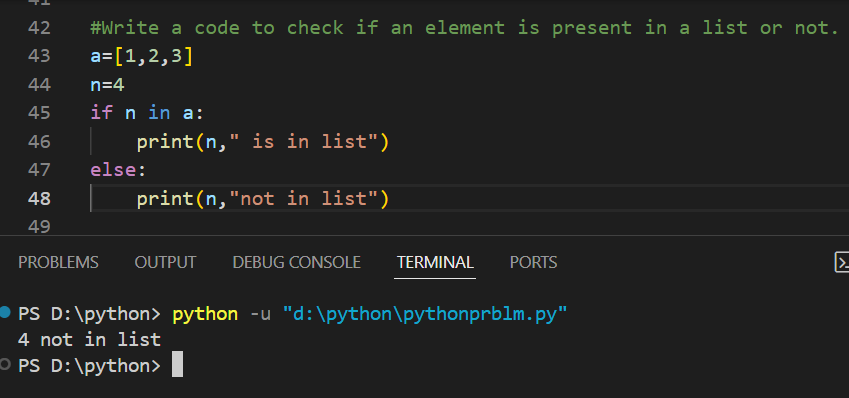 41
42 #Write a code to check if an element is present in a list or not.
43 a=[1,2,3]
44 n=4
45 if n in a:
46     print(n," is in list")
47 else:
48     print(n,"not in list")
49
PROBLEMS OUTPUT DEBUG CONSOLE TERMINAL PORTS
PS D:\python> python -u "d:\python\pythonprblm.py"
4 not in list
PS D:\python>